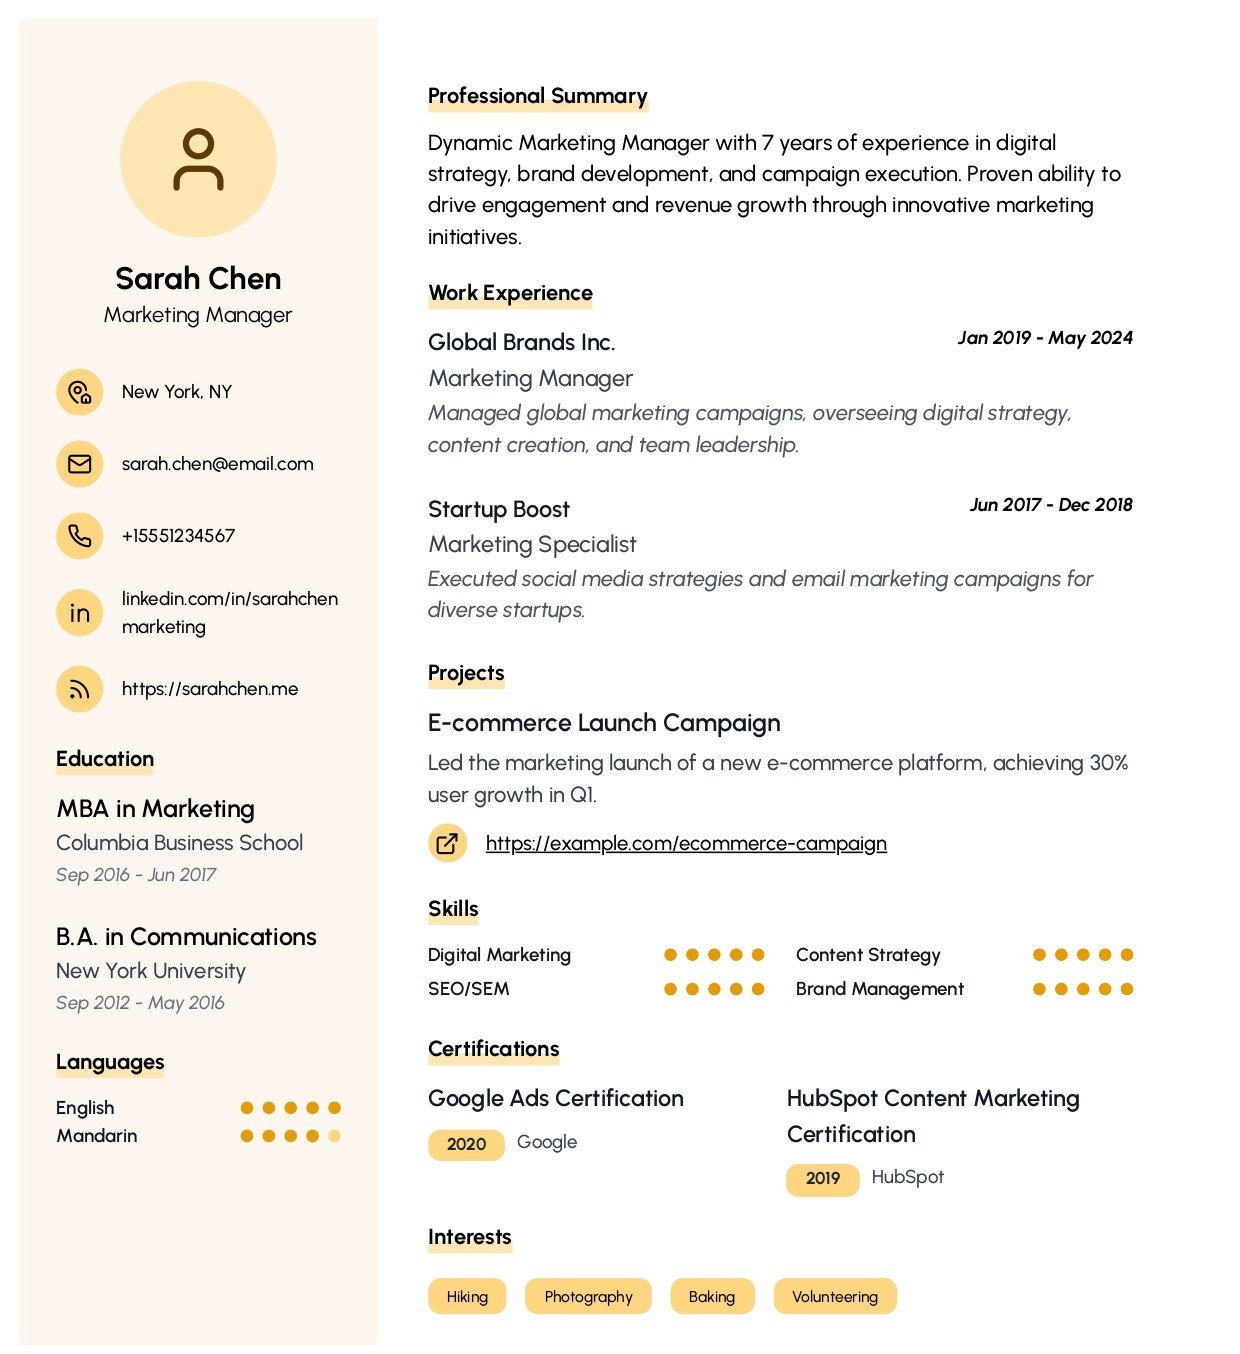 Sarah Chen
Marketing Manager
New York, NY
sarah.chen@email.com
+15551234567
linkedin.com/in/sarahchen
marketing
https://sarahchen.me
Education
MBA in Marketing
Columbia Business School
Sep 2016 - Jun 2017
B.A. in Communications
New York University
Sep 2012 - May 2016
Languages
English
Mandarin
Professional Summary
Dynamic Marketing Manager with 7 years of experience in digital
strategy, brand development, and campaign execution. Proven ability to
drive engagement and revenue growth through innovative marketing
initiatives.
Work Experience
Global Brands Inc. Jan 2019 - May 2024
Marketing Manager
Managed global marketing campaigns, overseeing digital strategy,
content creation, and team leadership.
Startup Boost Jun 2017 - Dec 2018
Marketing Specialist
Executed social media strategies and email marketing campaigns for
diverse startups.
Projects
E-commerce Launch Campaign
Led the marketing launch of a new e-commerce platform, achieving 30%
user growth in Q1.
https://example.com/ecommerce-campaign
Skills
Digital Marketing Content Strategy
SEO/SEM Brand Management
Certifications
Google Ads Certification
2020 Google
HubSpot Content Marketing
Certification
2019 HubSpot
Interests
Hiking Photography Baking Volunteering